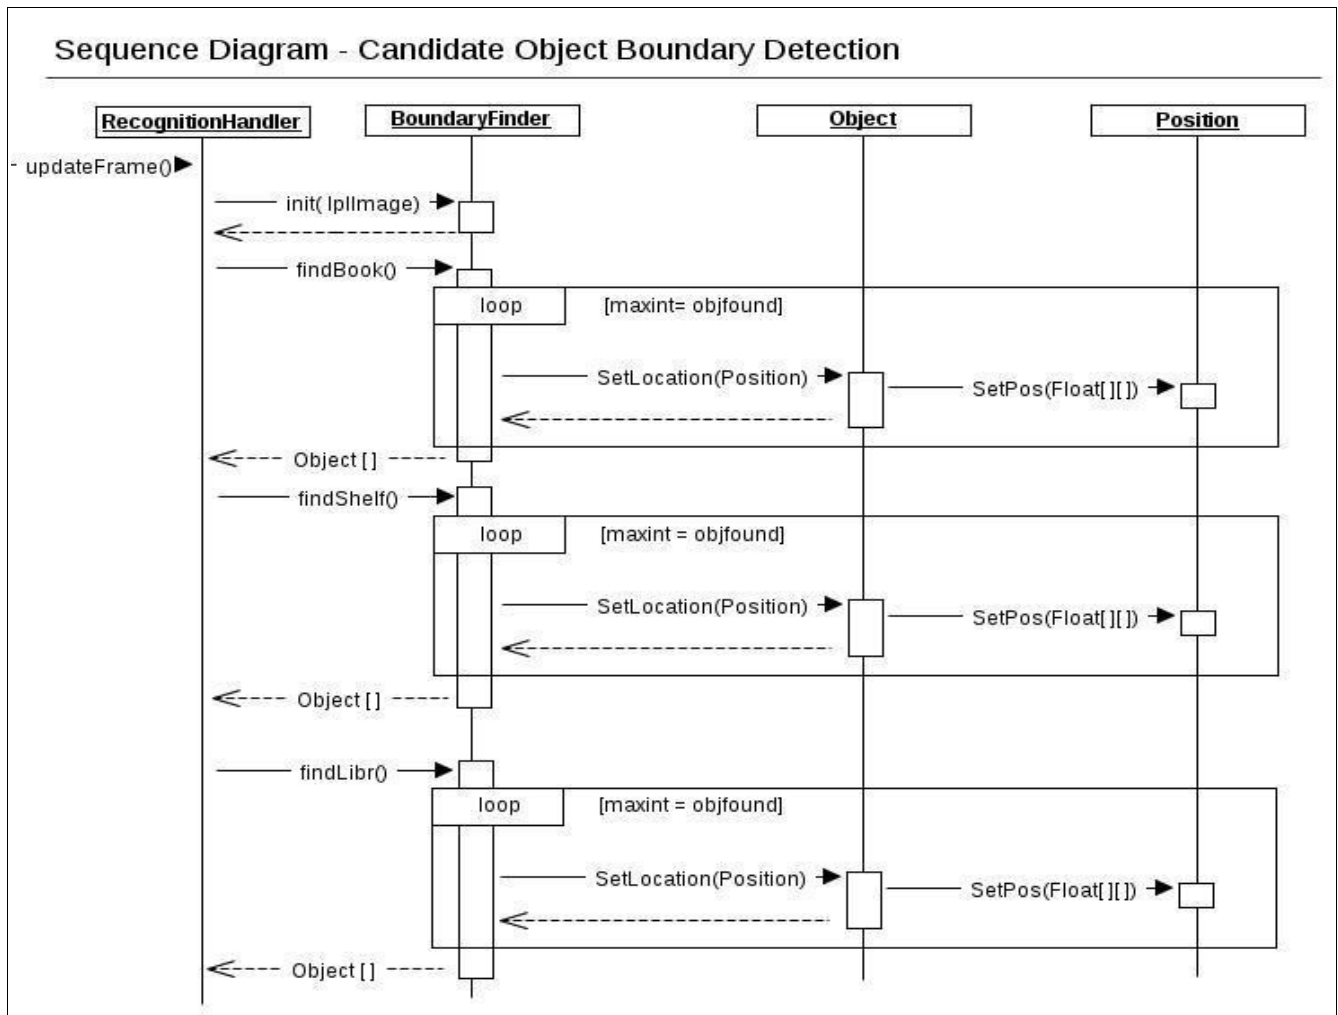 Sequence Diagram - Candidate Object Boundary Detection
RecognitionHandler
BoundaryFinder
Object
Position
updateFrame()
init( IplImage)
findBook()
loop
[maxint= objfound]
SetLocation(Position)
SetPos(Float[ ][ ])
Object [ ]
findShelf()
loop
[maxint = objfound]
SetLocation(Position)
SetPos(Float[ ][ ])
Object [ ]
findLibr()
loop
[maxint = objfound]
SetLocation(Position)
SetPos(Float[ ][ ])
Object [ ]